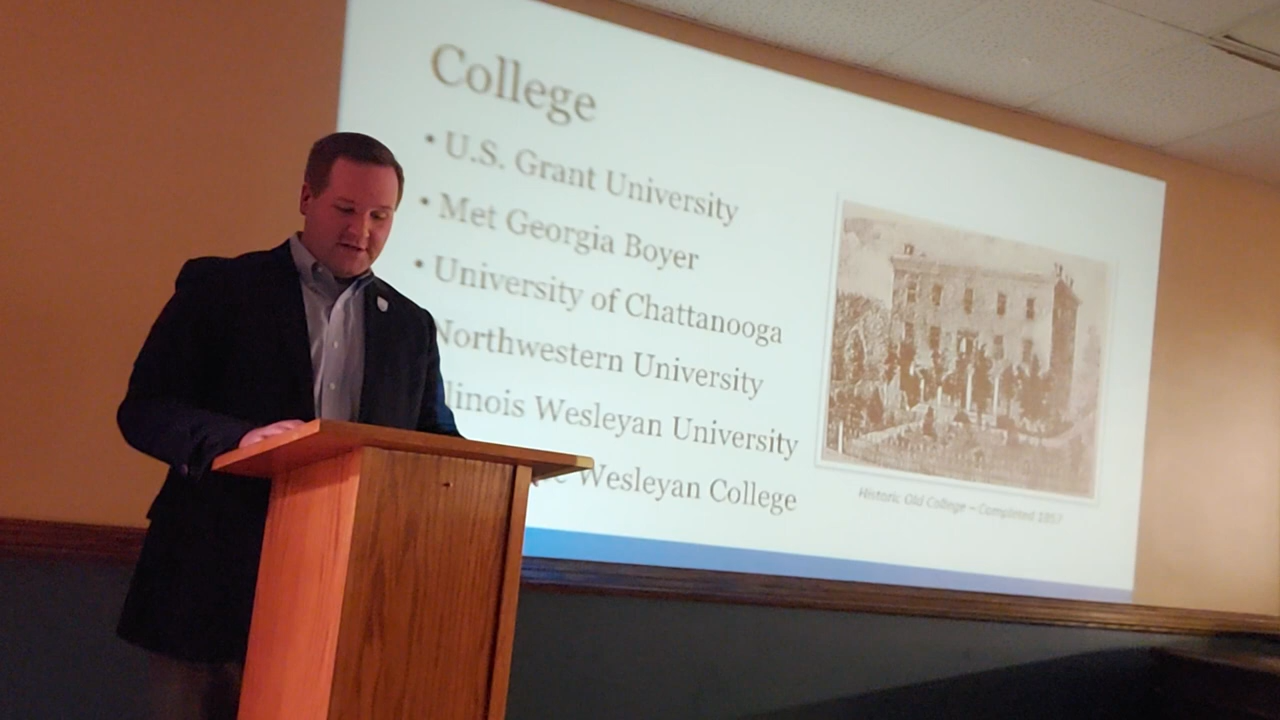 College
• U.S. Grant University
• Met Georgia Boyer
• University of Chattanooga
Northwestern University
linois Wesleyan University
Wesleyan College
Historic Old College – Completed 1857